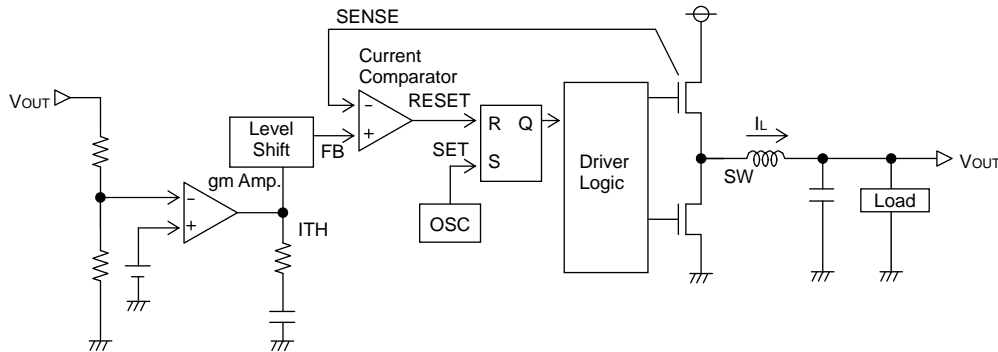 SENSE
Current
Comparator
RESET
VOUT
-
+
Level
Shift
FB
R Q
S
SET
OSC
Driver
Logic
IL
SW
VOUT
Load
gm Amp.
-
+
ITH